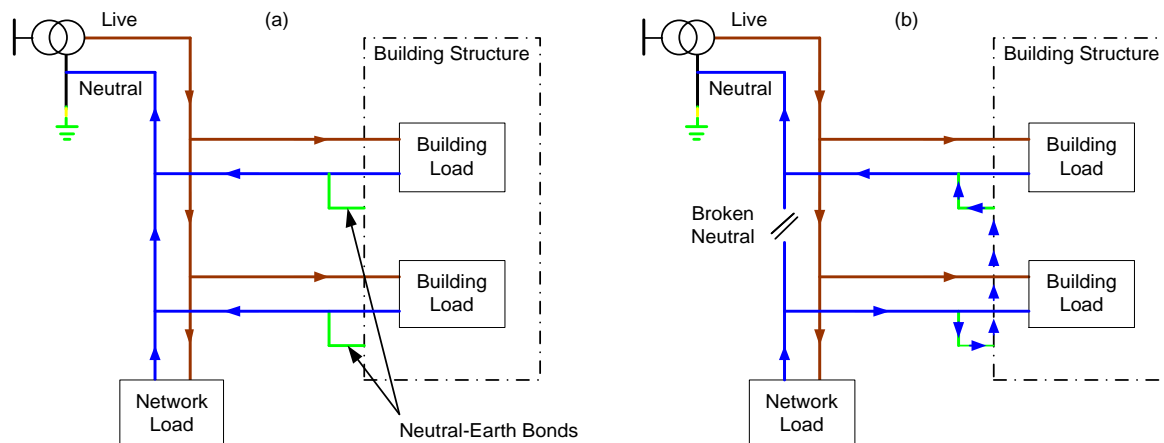 Live
(a)
Building Structure
Neutral
Building
Load
Building
Load
Network
Load
Neutral-Earth Bonds
Live
(b)
Building Structure
Neutral
Building
Load
Broken
Neutral
Building
Load
Network
Load